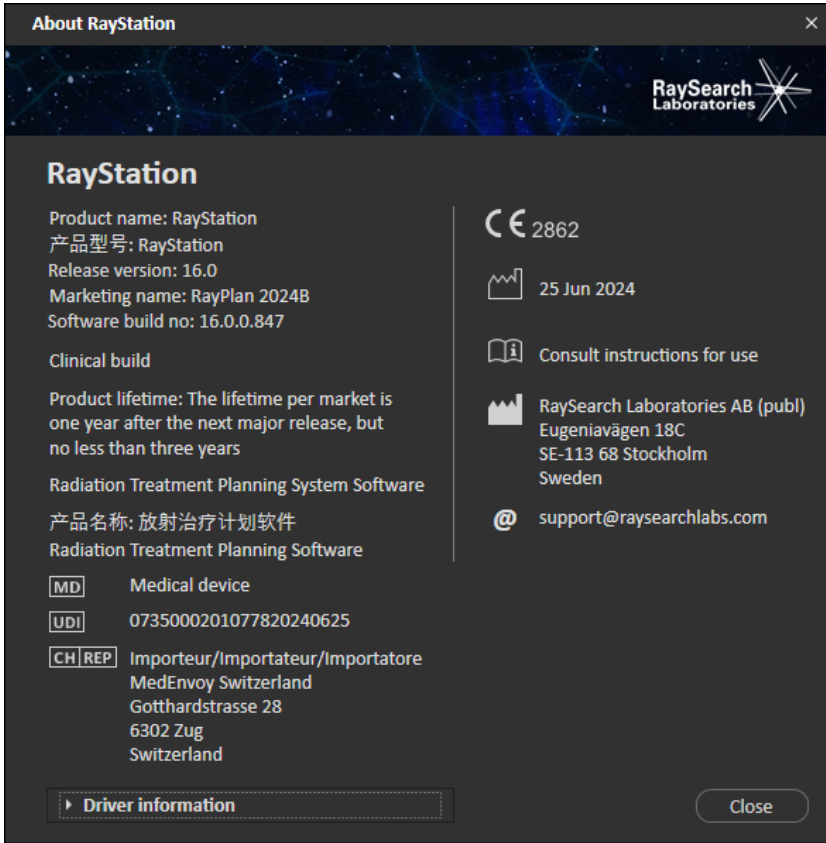 About RayStation
RaySearch
Laboratories
RayStation
Product name: RayStation
产品型号: RayStation
Release version: 16.0
Marketing name: RayPlan 2024B
Software build no: 16.0.0.847
Clinical build
Product lifetime: The lifetime per market is
one year after the next major release, but
no less than three years
Radiation Treatment Planning System Software
产品名称: 放射治疗计划软件
Radiation Treatment Planning Software
MD Medical device
UDI 0735000201077820240625
CH REP Importeur/Importateur/Importatore
MedEnvoy Switzerland
Gotthardstrasse 28
6302 Zug
Switzerland
CE 2862
25 Jun 2024
Consult instructions for use
RaySearch Laboratories AB (publ)
Eugeniavägen 18C
SE-113 68 Stockholm
Sweden
@ support@raysearchlabs.com
Driver information
Close